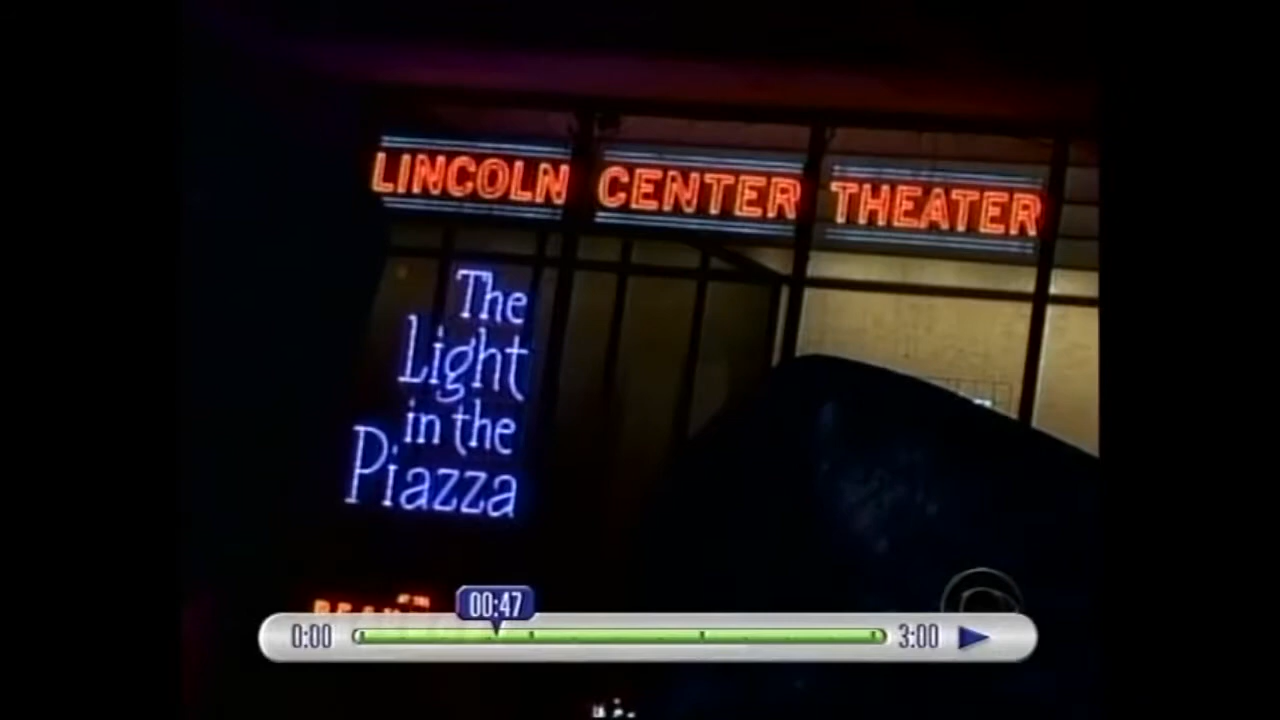 LINCOLN CENTER THEATER
The
Light
in the
Piazza
00:47
0:00
3:00